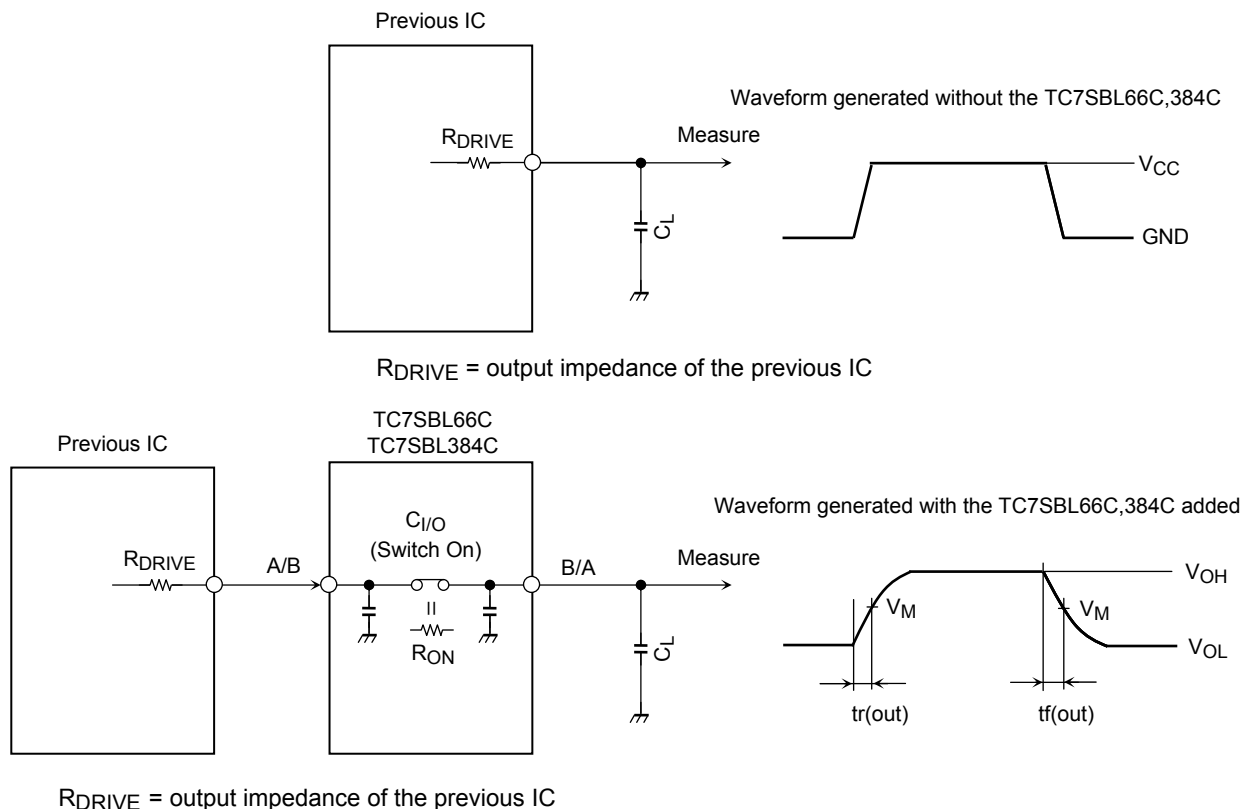 Previous IC
Waveform generated without the TC7SBL66C,384C
RDRIVE
Measure
VCC
CL
GND
RDRIVE = output impedance of the previous IC
TC7SBL66C
TC7SBL384C
Previous IC
Waveform generated with the TC7SBL66C,384C added
CI/O
(Switch On)
RDRIVE
A/B
B/A
Measure
VOH
VM
VM
RON
CL
VOL
tr(out)
tf(out)
RDRIVE = output impedance of the previous IC